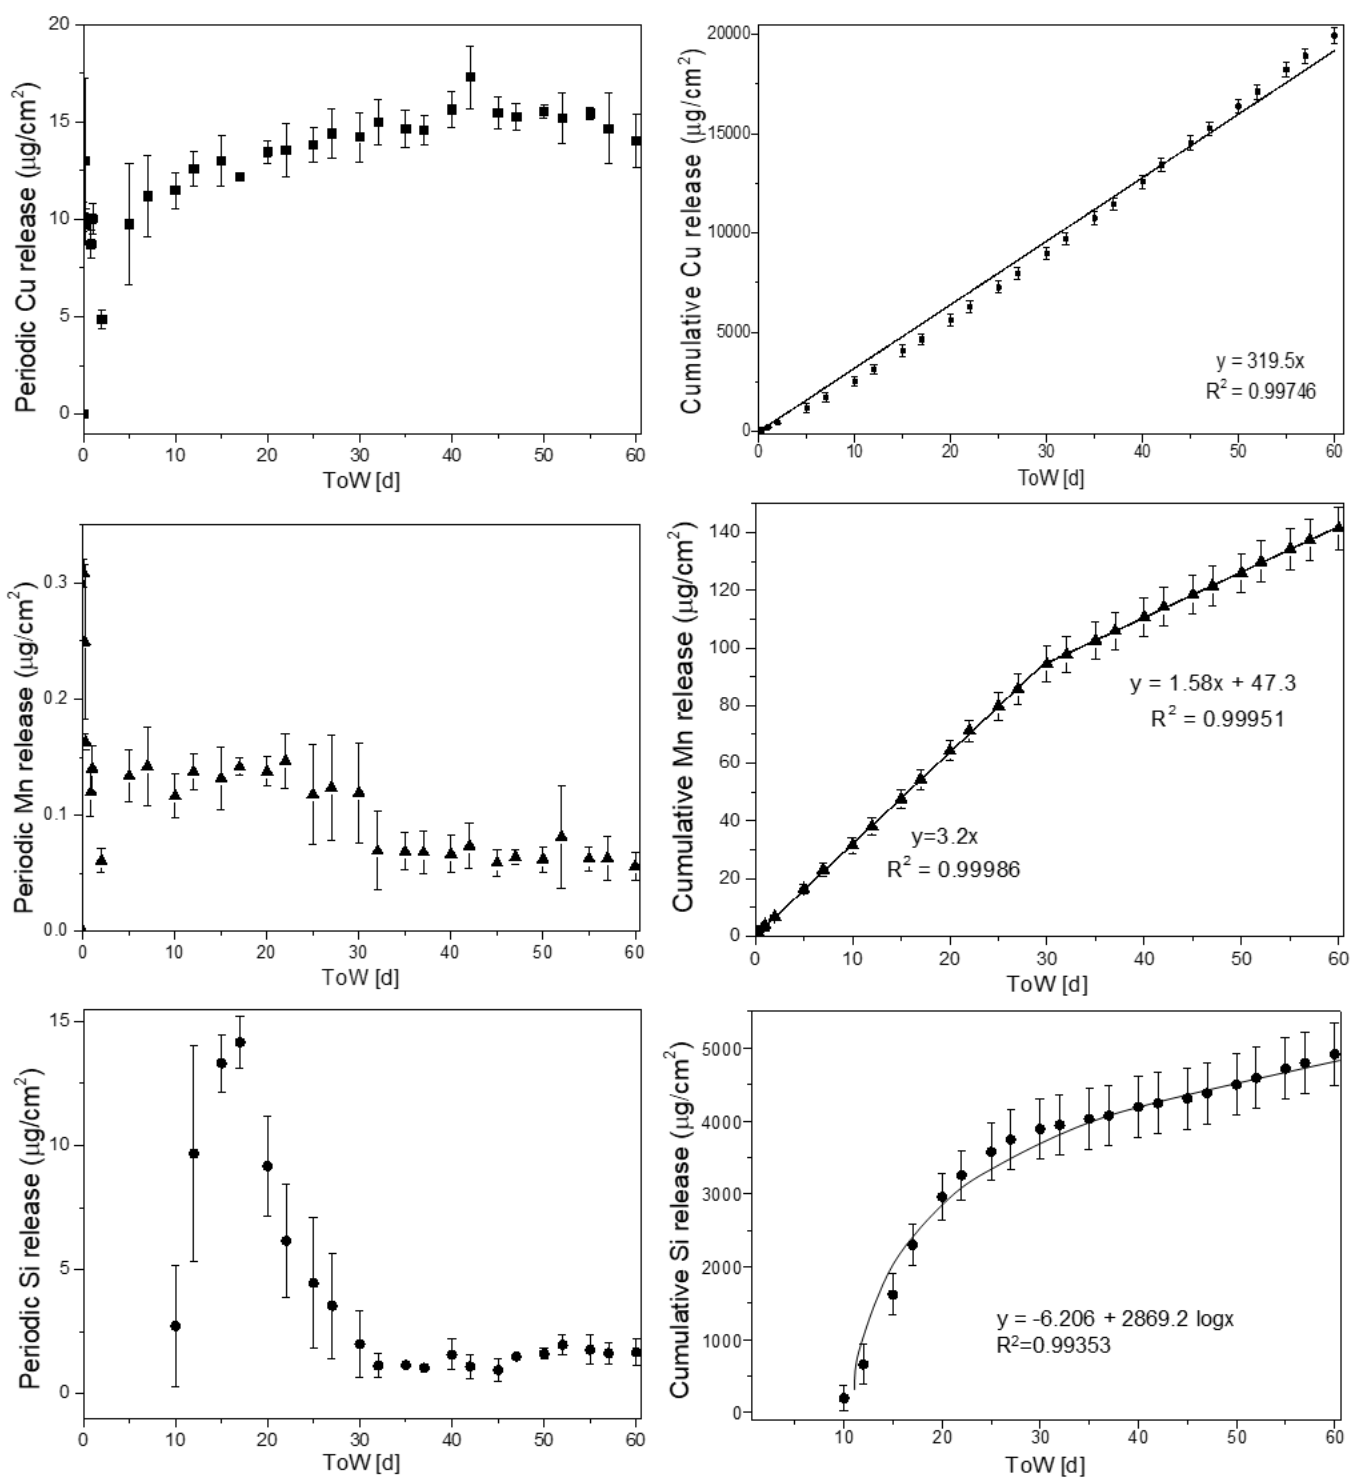 20
15
10
5
0
Periodic Cu release (µg/cm²)
0 10 20 30 40 50 60
ToW [d]
20000
15000
10000
5000
0
Cumulative Cu release (µg/cm²)
y = 319.5x
R² = 0.99746
0 10 20 30 40 50 60
ToW [d]
0.3
0.2
0.1
0.0
Periodic Mn release (µg/cm²)
0 10 20 30 40 50 60
ToW [d]
140
120
100
80
60
40
20
0
Cumulative Mn release (µg/cm²)
y = 1.58x + 47.3
R² = 0.99951
y=3.2x
R² = 0.99986
0 10 20 30 40 50 60
ToW [d]
15
10
5
0
Periodic Si release (µg/cm²)
0 10 20 30 40 50 60
ToW [d]
5000
4000
3000
2000
1000
0
Cumulative Si release (µg/cm²)
y = -6.206 + 2869.2 logx
R²=0.99353
10 20 30 40 50 60
ToW [d]